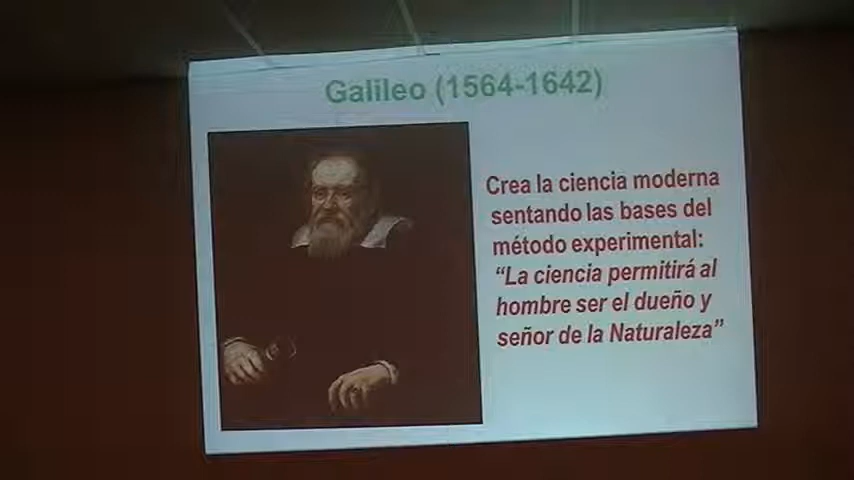 Galileo (1564-1642)
Crea la ciencia moderna
sentando las bases del
método experimental:
“La ciencia permitirá al
hombre ser el dueño y
señor de la Naturaleza”